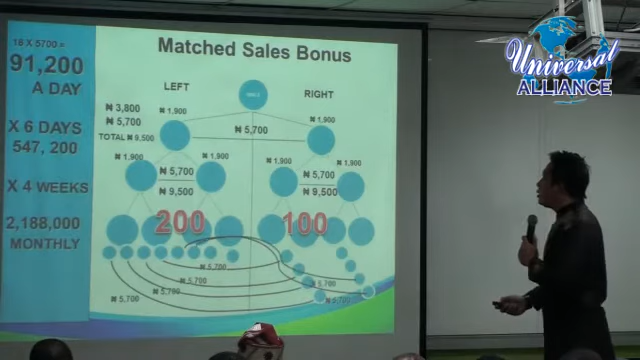 Universal
ALLIANCE
Matched Sales Bonus
16 X 5700 =
91,200
A DAY
X 6 DAYS
547, 200
X 4 WEEKS
2,188,000
MONTHLY
LEFT
RIGHT
₦ 3,800
₦ 5,700
TOTAL ₦ 9,500
₦ 1,900
₦ 1,900
₦ 5,700
₦ 1,900
₦ 1,900
₦ 1,900
₦ 1,900
₦ 5,700
₦ 9,500
₦ 5,700
₦ 9,500
200
100
₦ 5,700
₦ 5,700
₦ 5,700
₦ 5,700
₦ 5,700
₦ 5,700